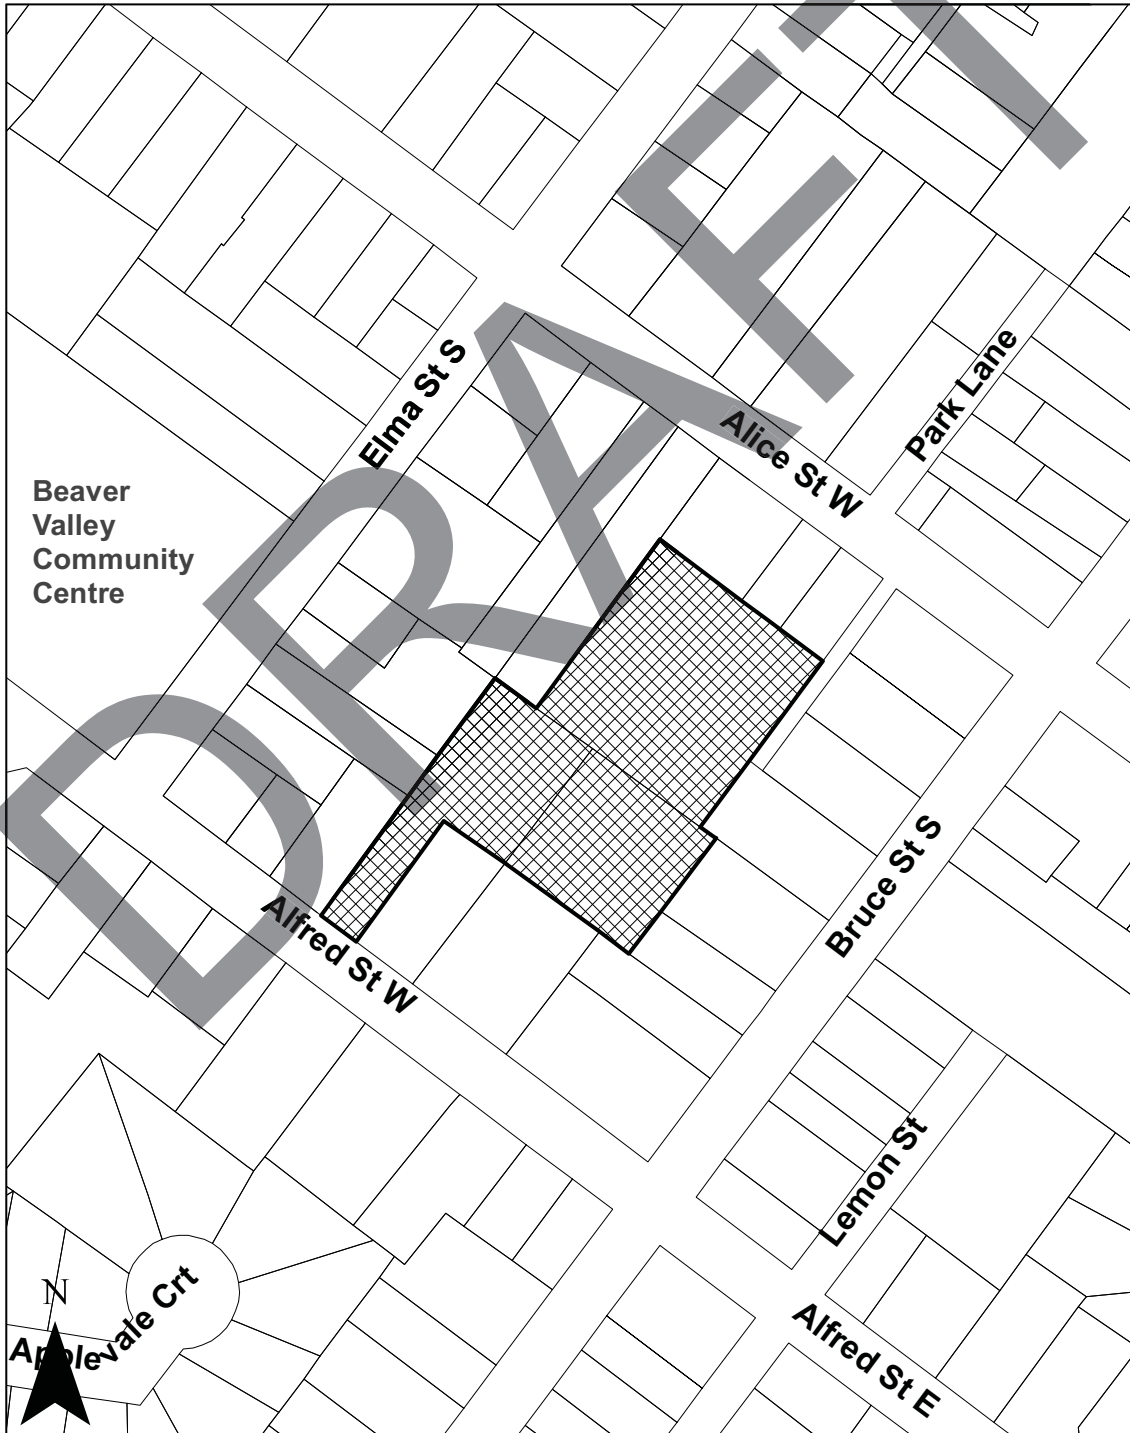 DRAFT
Elma St S
Alice St W
Park Lane
Beaver
Valley
Community
Centre
Bruce St S
Alfred St W
Lemon St
N
Applevale Crt
Alfred St E